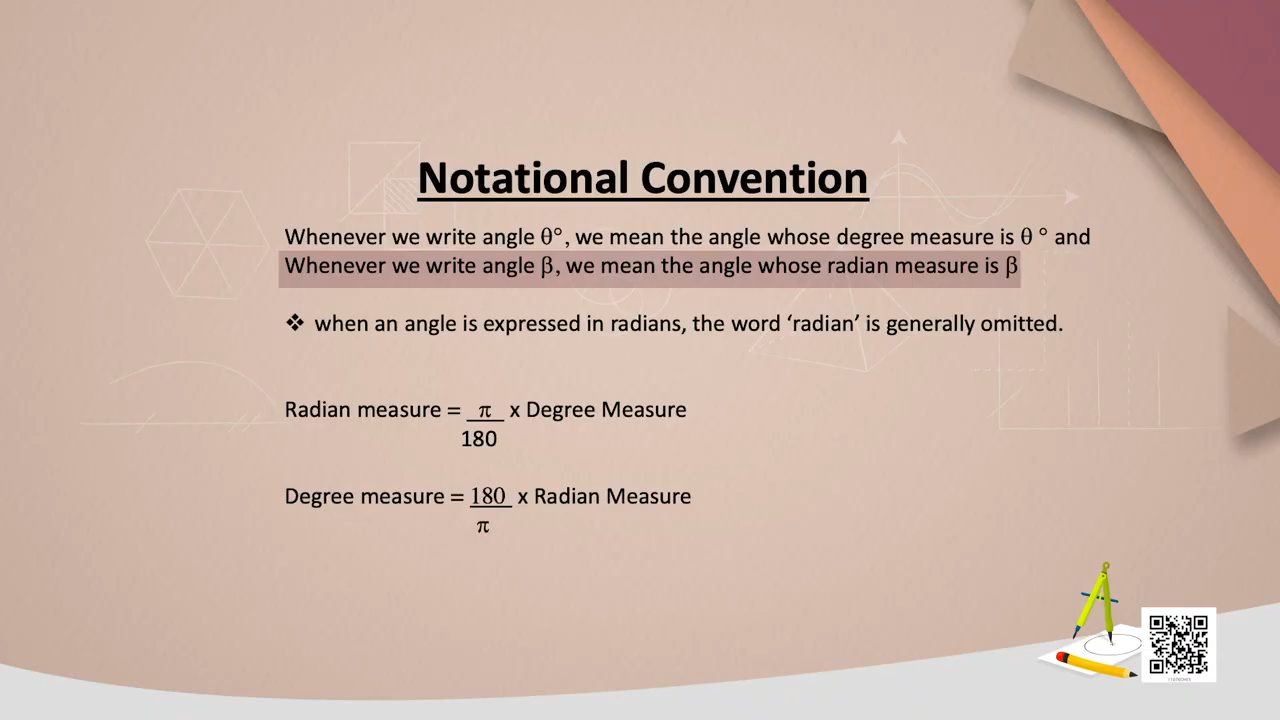 Notational Convention
Whenever we write angle θ°, we mean the angle whose degree measure is θ ° and
Whenever we write angle β, we mean the angle whose radian measure is β
❖ when an angle is expressed in radians, the word ‘radian’ is generally omitted.
Radian measure = π x Degree Measure
180
Degree measure = 180 x Radian Measure
π